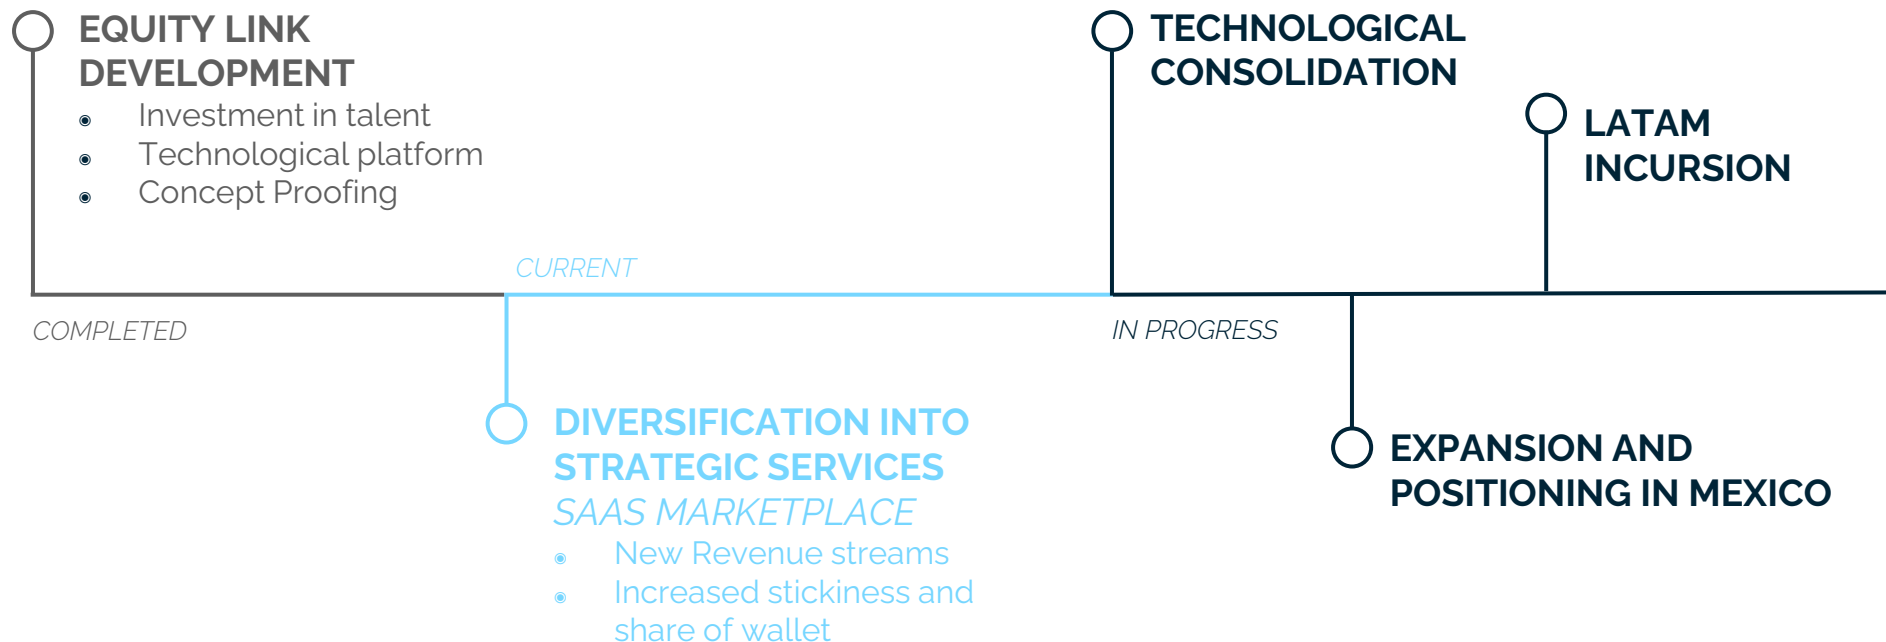 EQUITY LINK
DEVELOPMENT
◉ Investment in talent
◉ Technological platform
◉ Concept Proofing
COMPLETED
CURRENT
DIVERSIFICATION INTO
STRATEGIC SERVICES
SAAS MARKETPLACE
◉ New Revenue streams
◉ Increased stickiness and
share of wallet
TECHNOLOGICAL
CONSOLIDATION
IN PROGRESS
EXPANSION AND
POSITIONING IN MEXICO
LATAM
INCURSION